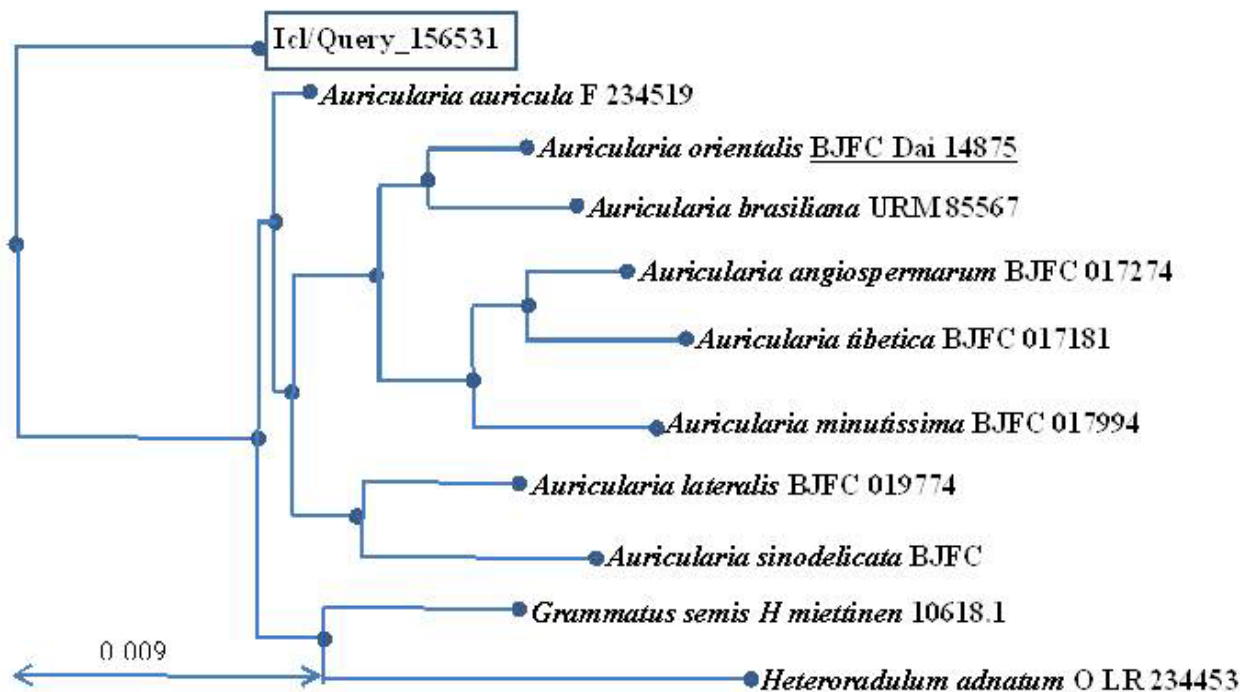 Icl/Query_156531
Auricularia auricula F 234519
Auricularia orientalis BJFC Dai 14875
Auricularia brasiliana URM 85567
Auricularia angiospermarum BJFC 017274
Auricularia tibetica BJFC 017181
Auricularia minutissima BJFC 017994
Auricularia lateralis BJFC 019774
Auricularia sinodelicata BJFC
Grammatus semis H miettinen 10618.1
0 009
Heteroradulum adnatum O LR 234453